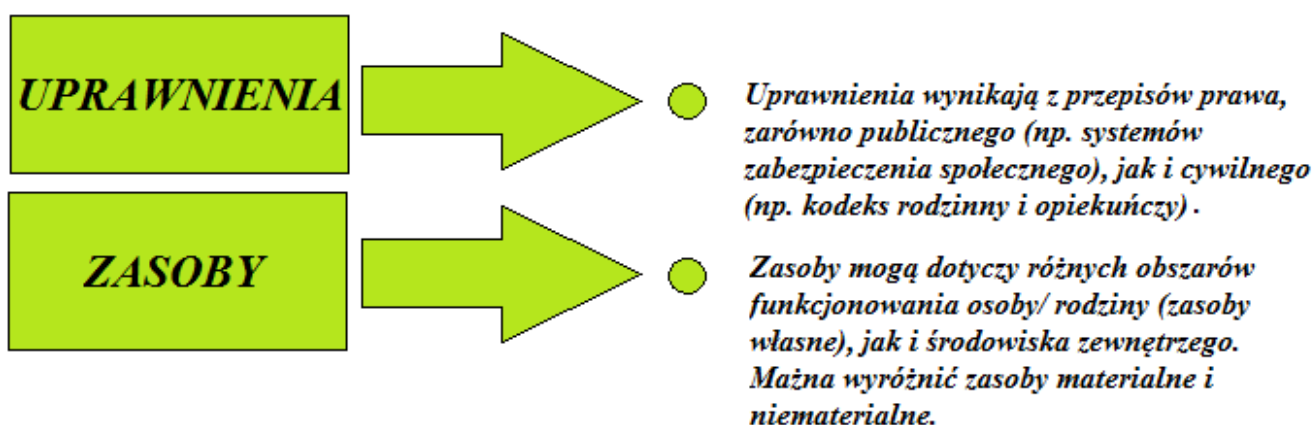 UPRAWNIENIA
Uprawnienia wynikają z przepisów prawa,
zarówno publicznego (np. systemów
zabezpieczenia społecznego), jak i cywilnego
(np. kodeks rodzinny i opiekuńczy) .
ZASOBY
Zasoby mogą dotyczy różnych obszarów
funkcjonowania osoby/ rodziny (zasoby
własne), jak i środowiska zewnętrzego.
Mażna wyróżnić zasoby materialne i
niematerialne.